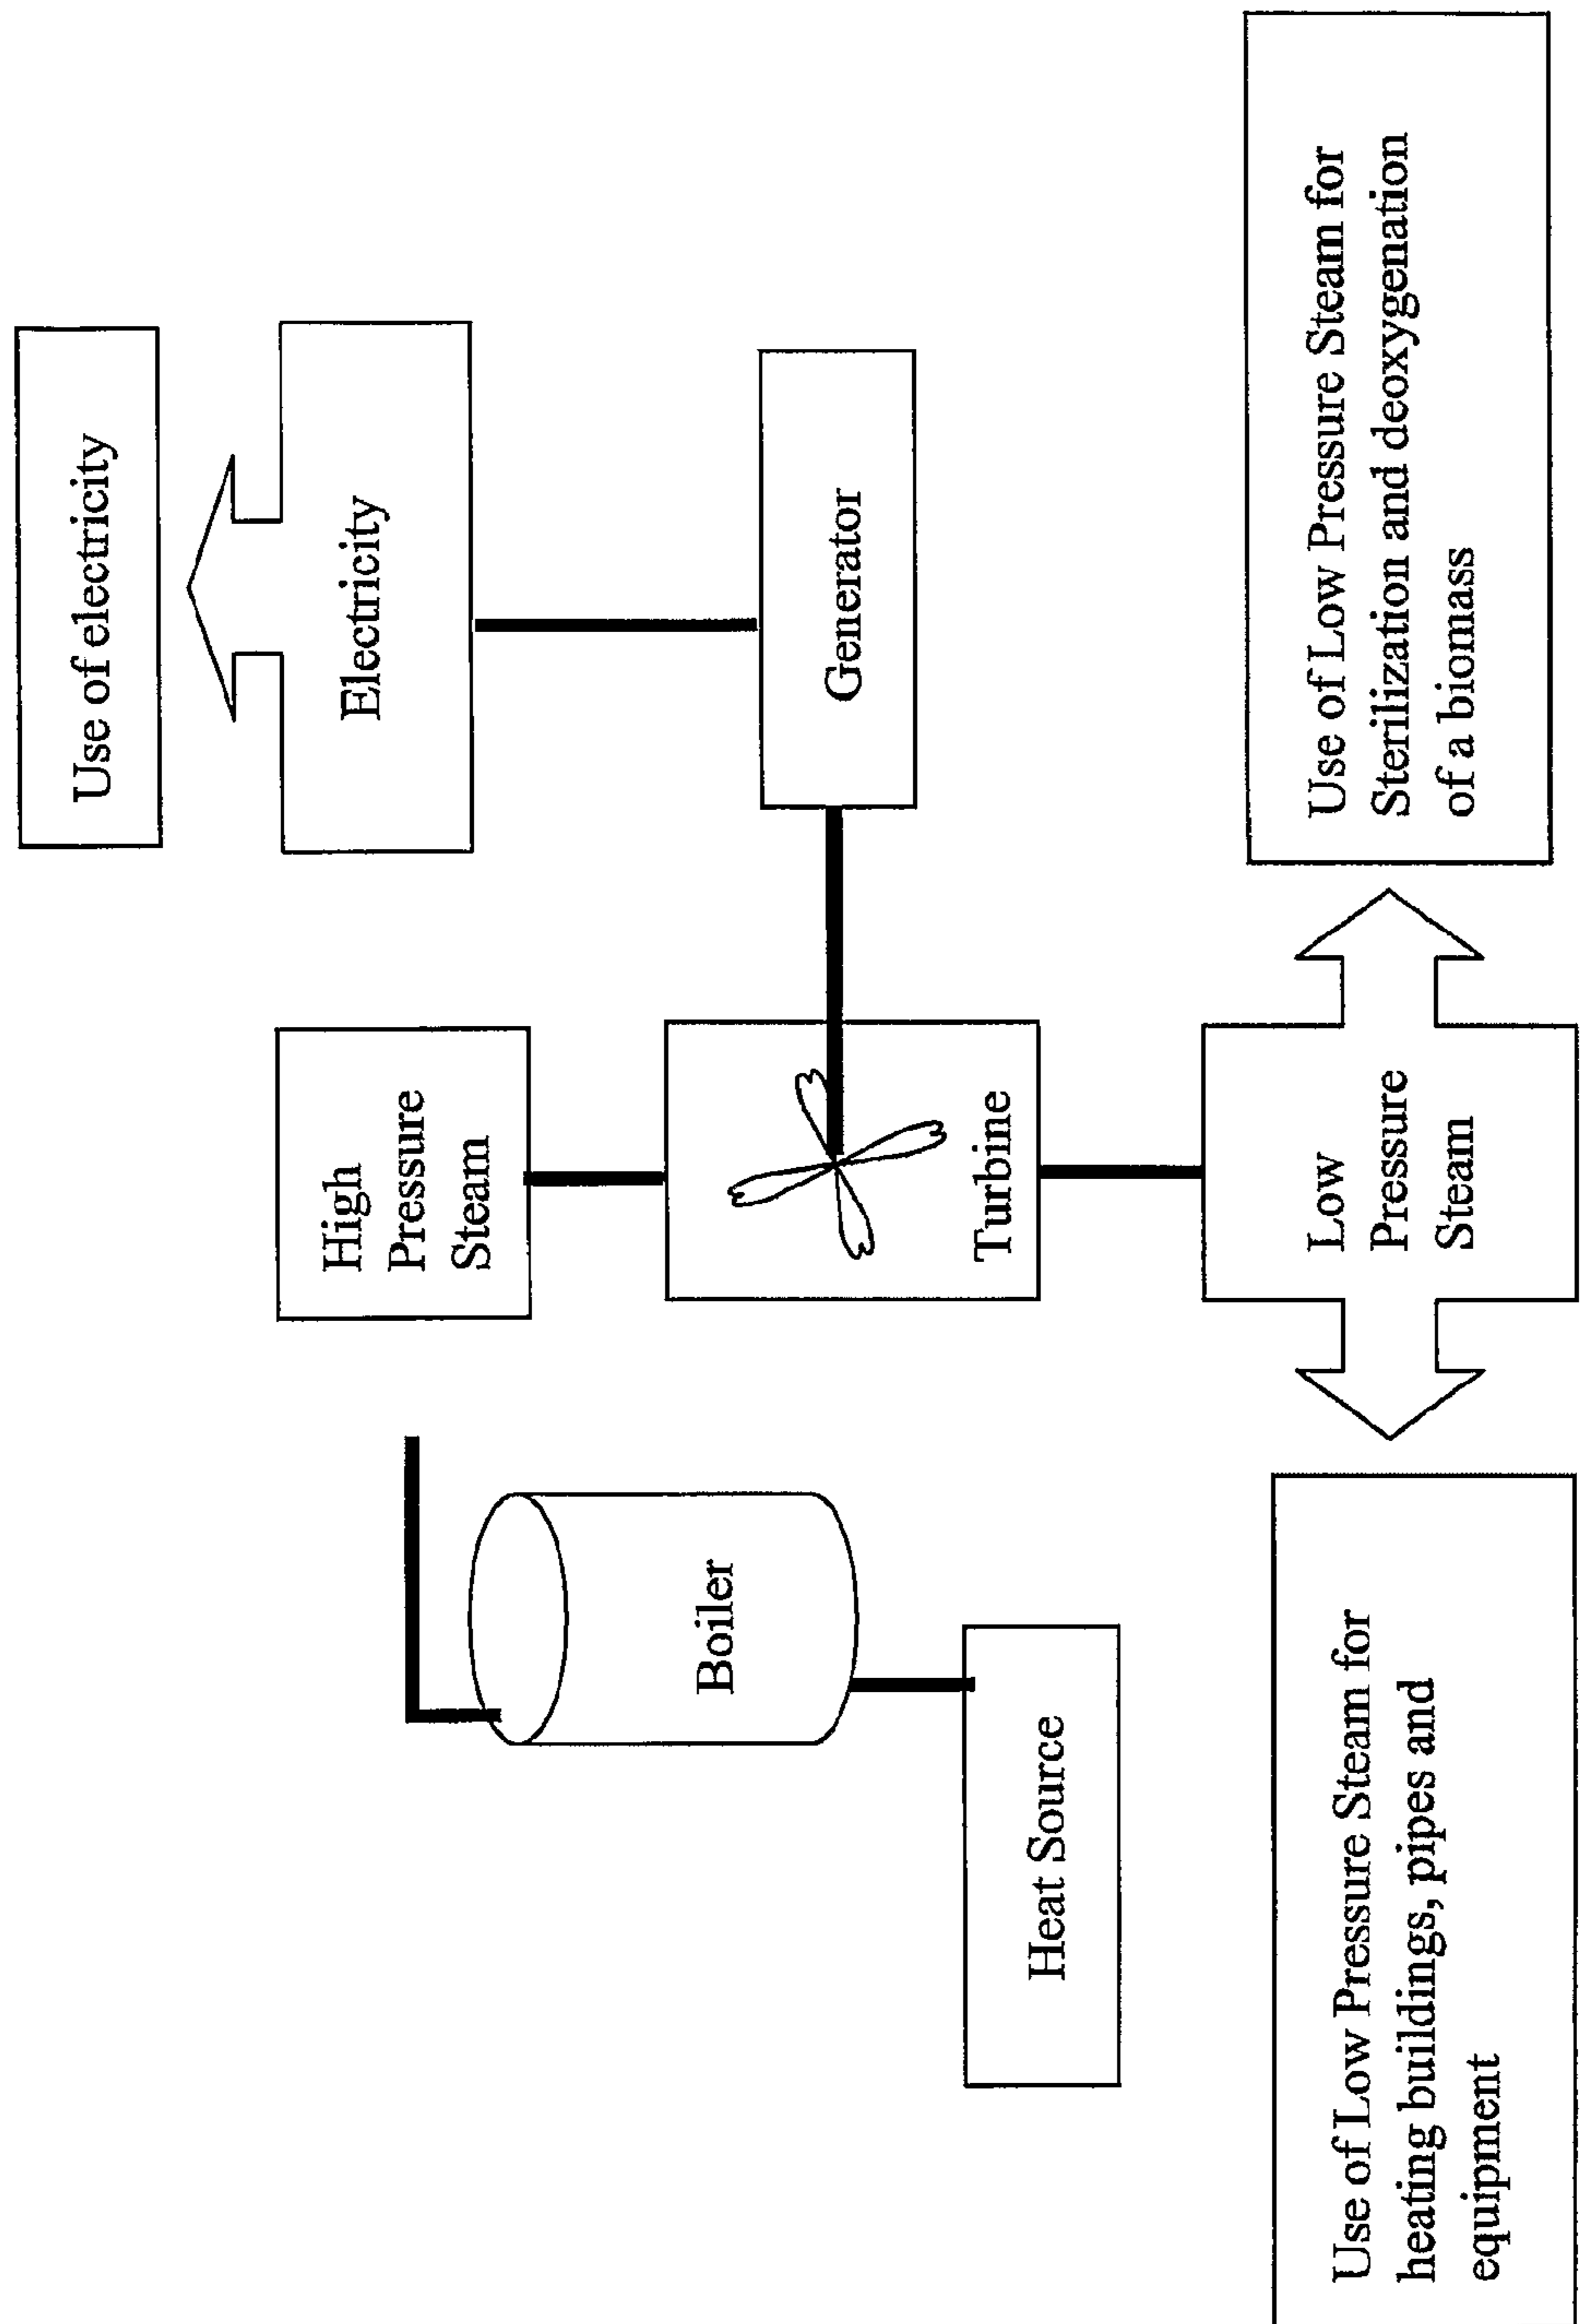 Use of electricity
Electricity
Generator
High
Pressure
Steam
Turbine
Boiler
Heat Source
Low
Pressure
Steam
Use of Low Pressure Steam for
Sterilization and deoxygenation
of a biomass
Use of Low Pressure Steam for
heating buildings, pipes and
equipment